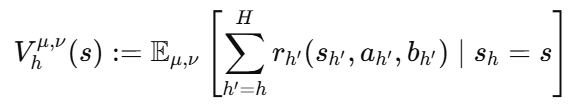 $V_h^{\mu,\nu}(s) := \mathbb{E}_{\mu,\nu}\left[\sum_{h'=h}^{H} r_{h'}(s_{h'}, a_{h'}, b_{h'}) \mid s_h = s\right]$